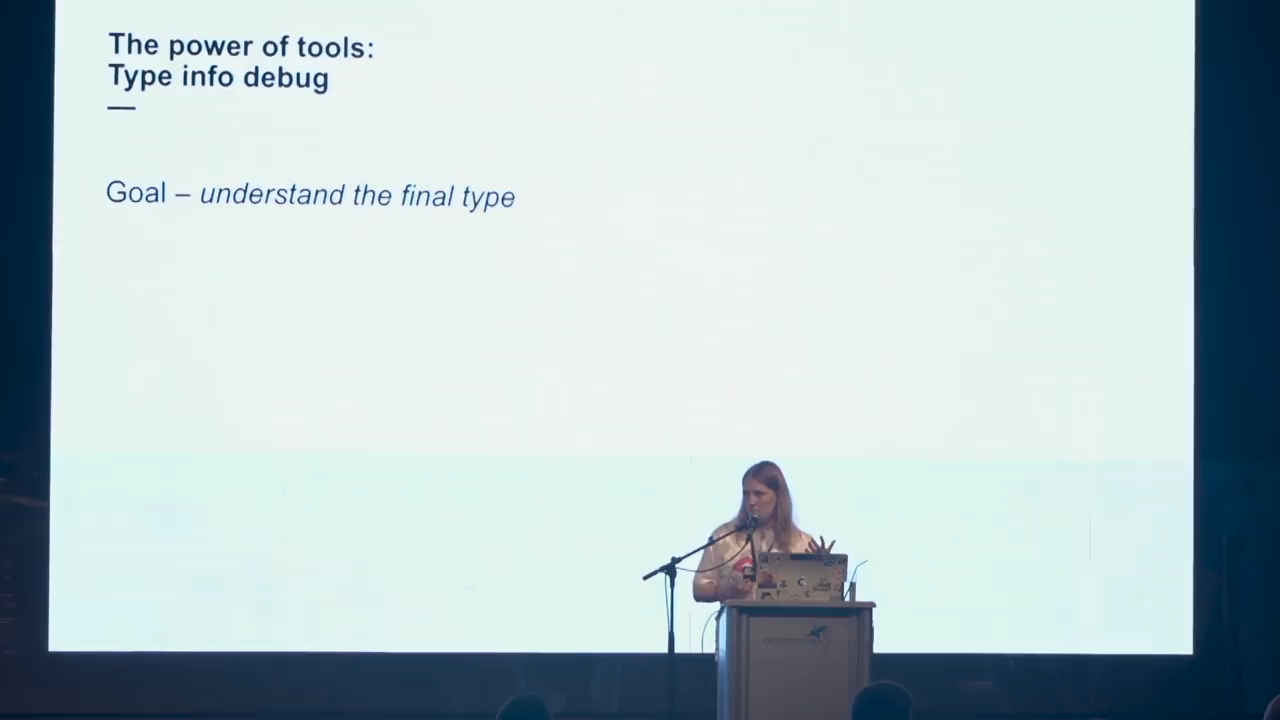 The power of tools:
Type info debug
Goal – understand the final type